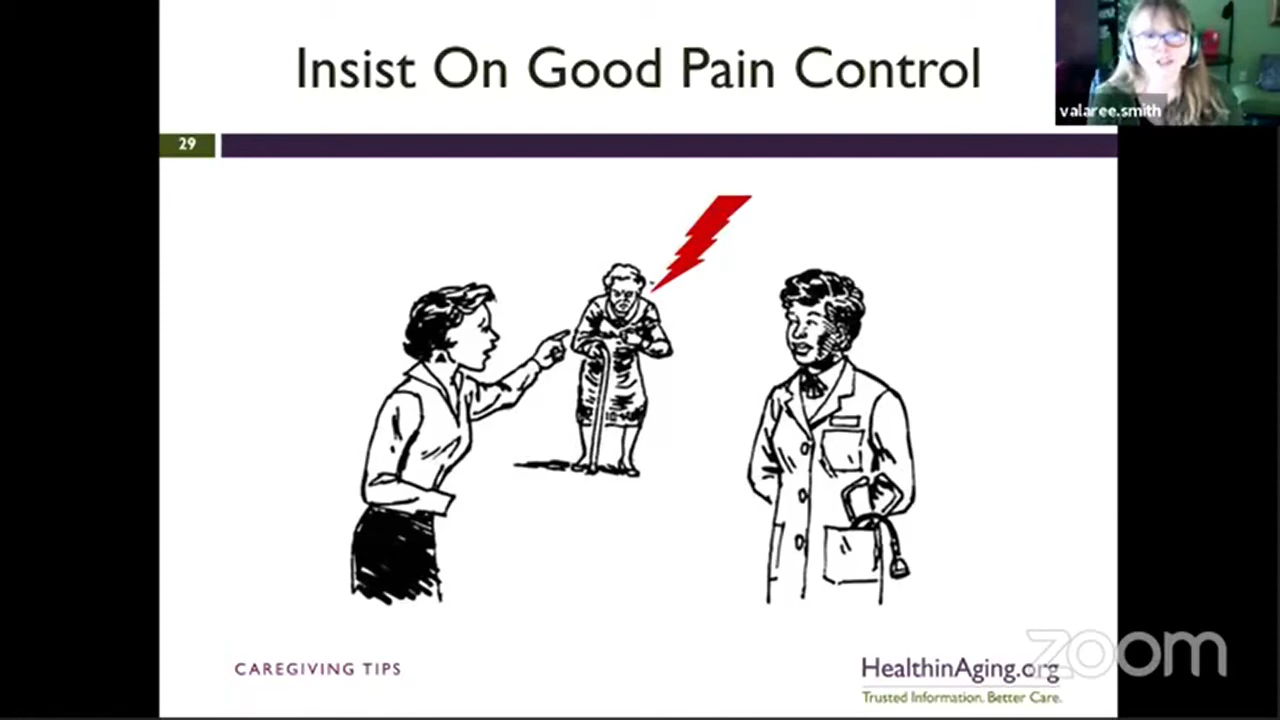 Insist On Good Pain Control
valaree.smith
29
CAREGIVING TIPS
HealthinAging.org
Trusted Information. Better Care.
zoom